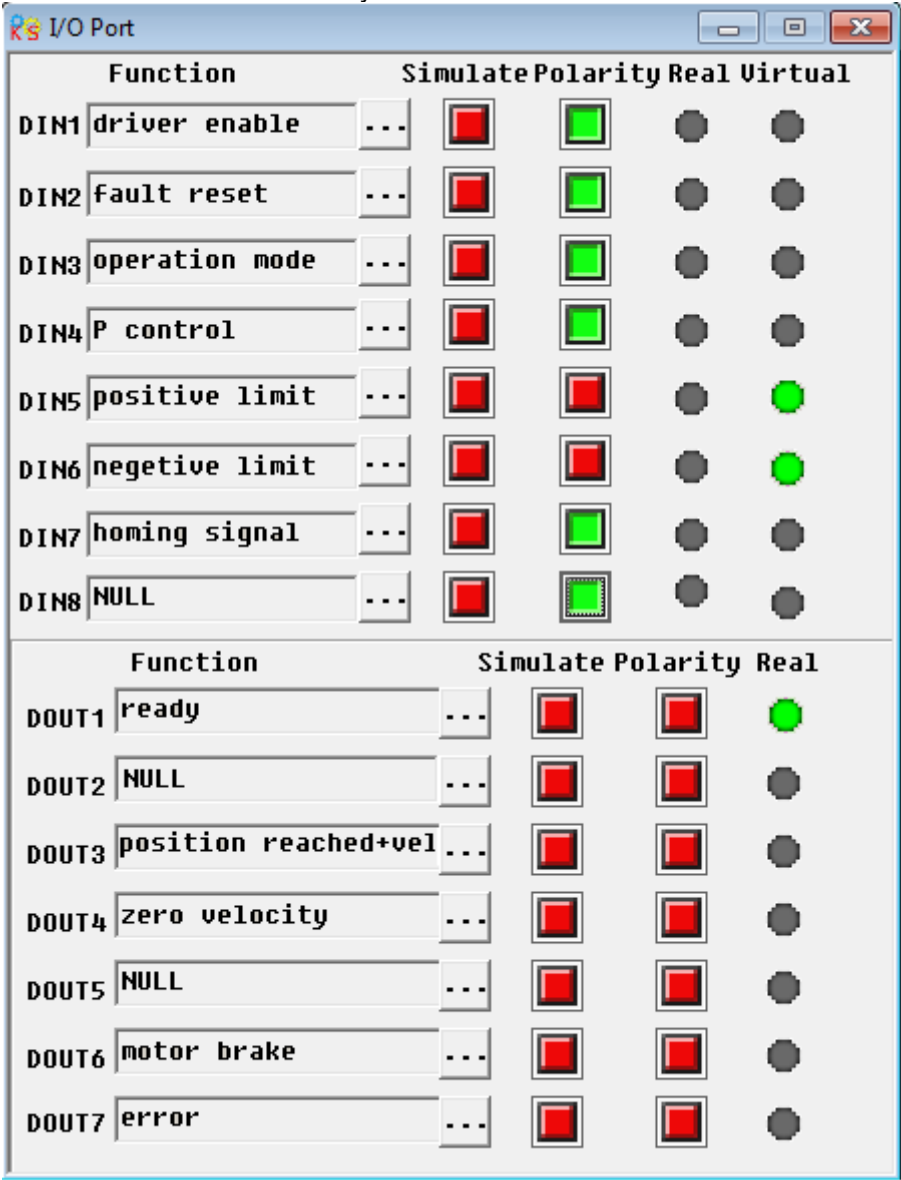 I/O Port
Function Simulate Polarity Real Virtual
DIN1 driver enable ...
DIN2 fault reset ...
DIN3 operation mode ...
DIN4 P control ...
DIN5 positive limit ...
DIN6 negetive limit ...
DIN7 homing signal ...
DIN8 NULL ...
Function Simulate Polarity Real
DOUT1 ready ...
DOUT2 NULL ...
DOUT3 position reached+vel ...
DOUT4 zero velocity ...
DOUT5 NULL ...
DOUT6 motor brake ...
DOUT7 error ...